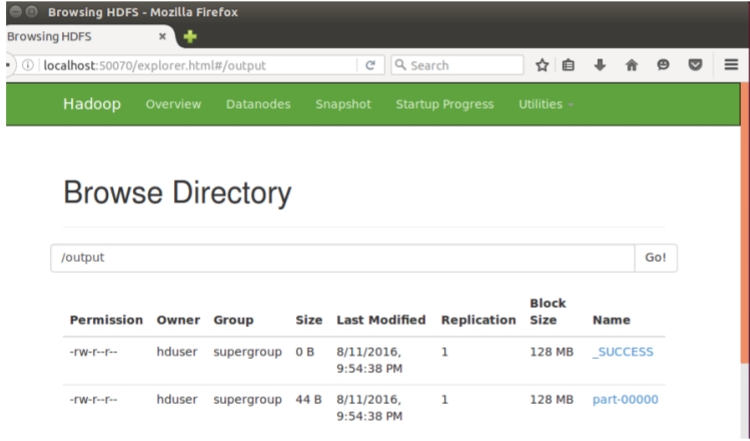 Browsing HDFS - Mozilla Firefox
Browsing HDFS
localhost:50070/explorer.html#/output
Search
Hadoop Overview Datanodes Snapshot Startup Progress Utilities
Browse Directory
/output Go!
Permission Owner Group Size Last Modified Replication Block Size Name
-rw-r--r-- hduser supergroup 0 B 8/11/2016, 9:54:38 PM 1 128 MB _SUCCESS
-rw-r--r-- hduser supergroup 44 B 8/11/2016, 9:54:38 PM 1 128 MB part-00000